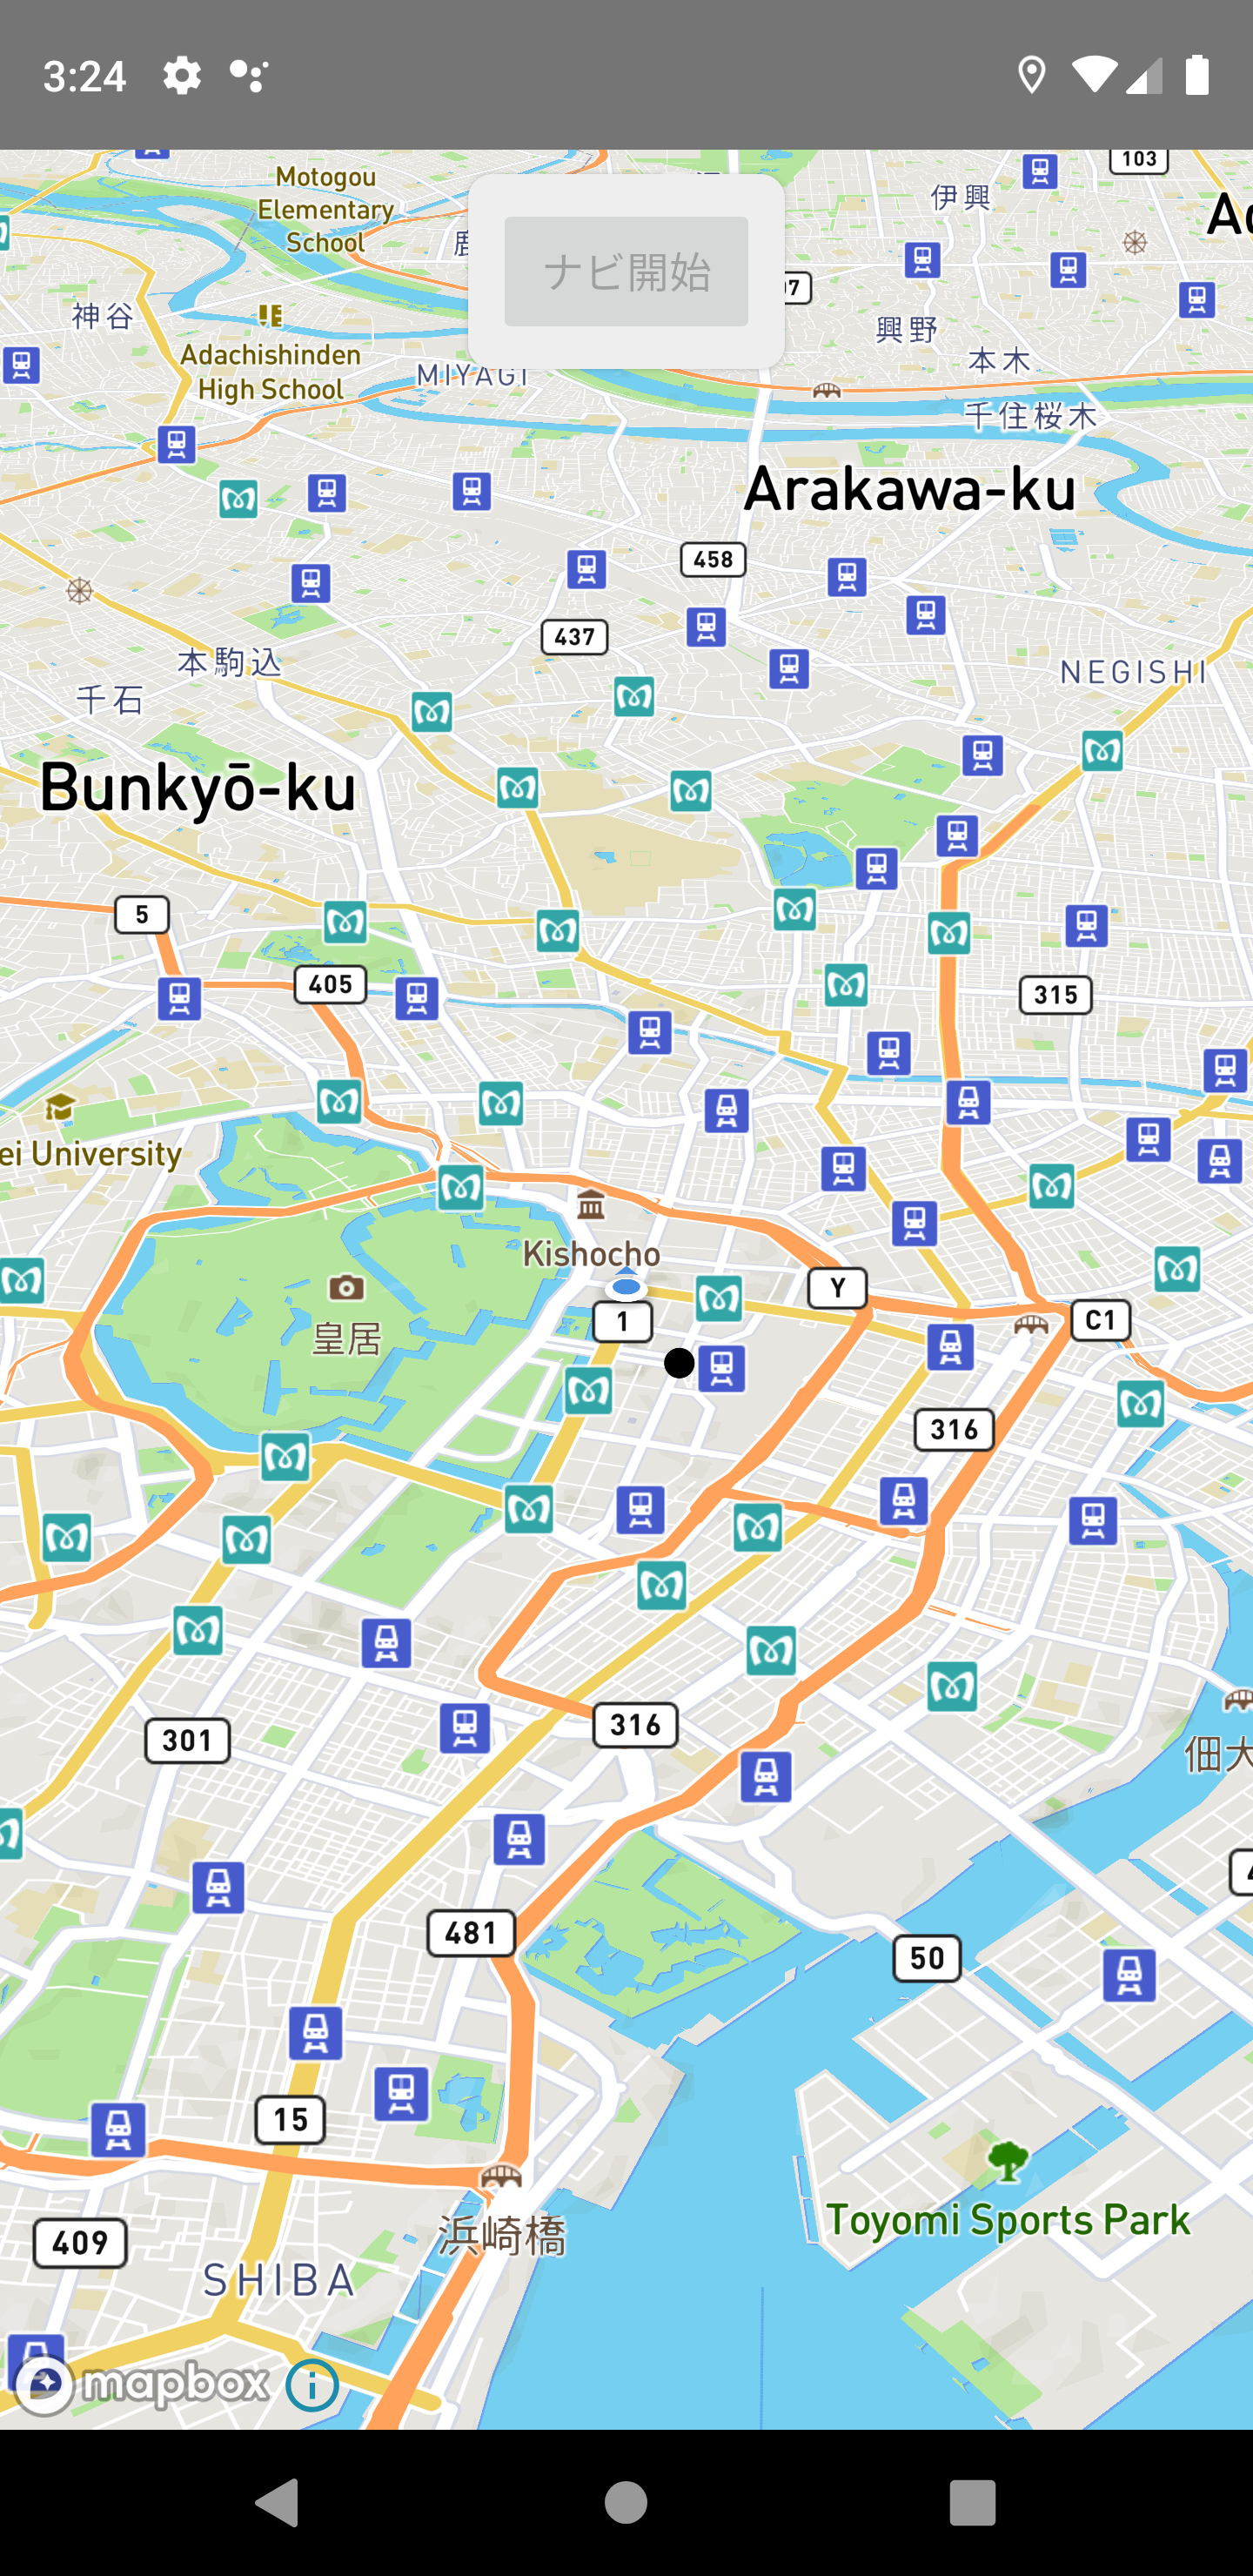 3:24
103
Motogou
Elementary
School
伊興
鹿
ナビ開始
神谷
興野
Adachishinden
High School
MIYAGI
本木
千住桜木
Arakawa-ku
458
437
本駒込
千石
NEGISHI
Bunkyō-ku
5
405
315
ei University
Kishocho
Y
1
C1
皇居
316
301
316
佃大
481
50
15
Toyomi Sports Park
409
浜崎橋
SHIBA
mapbox